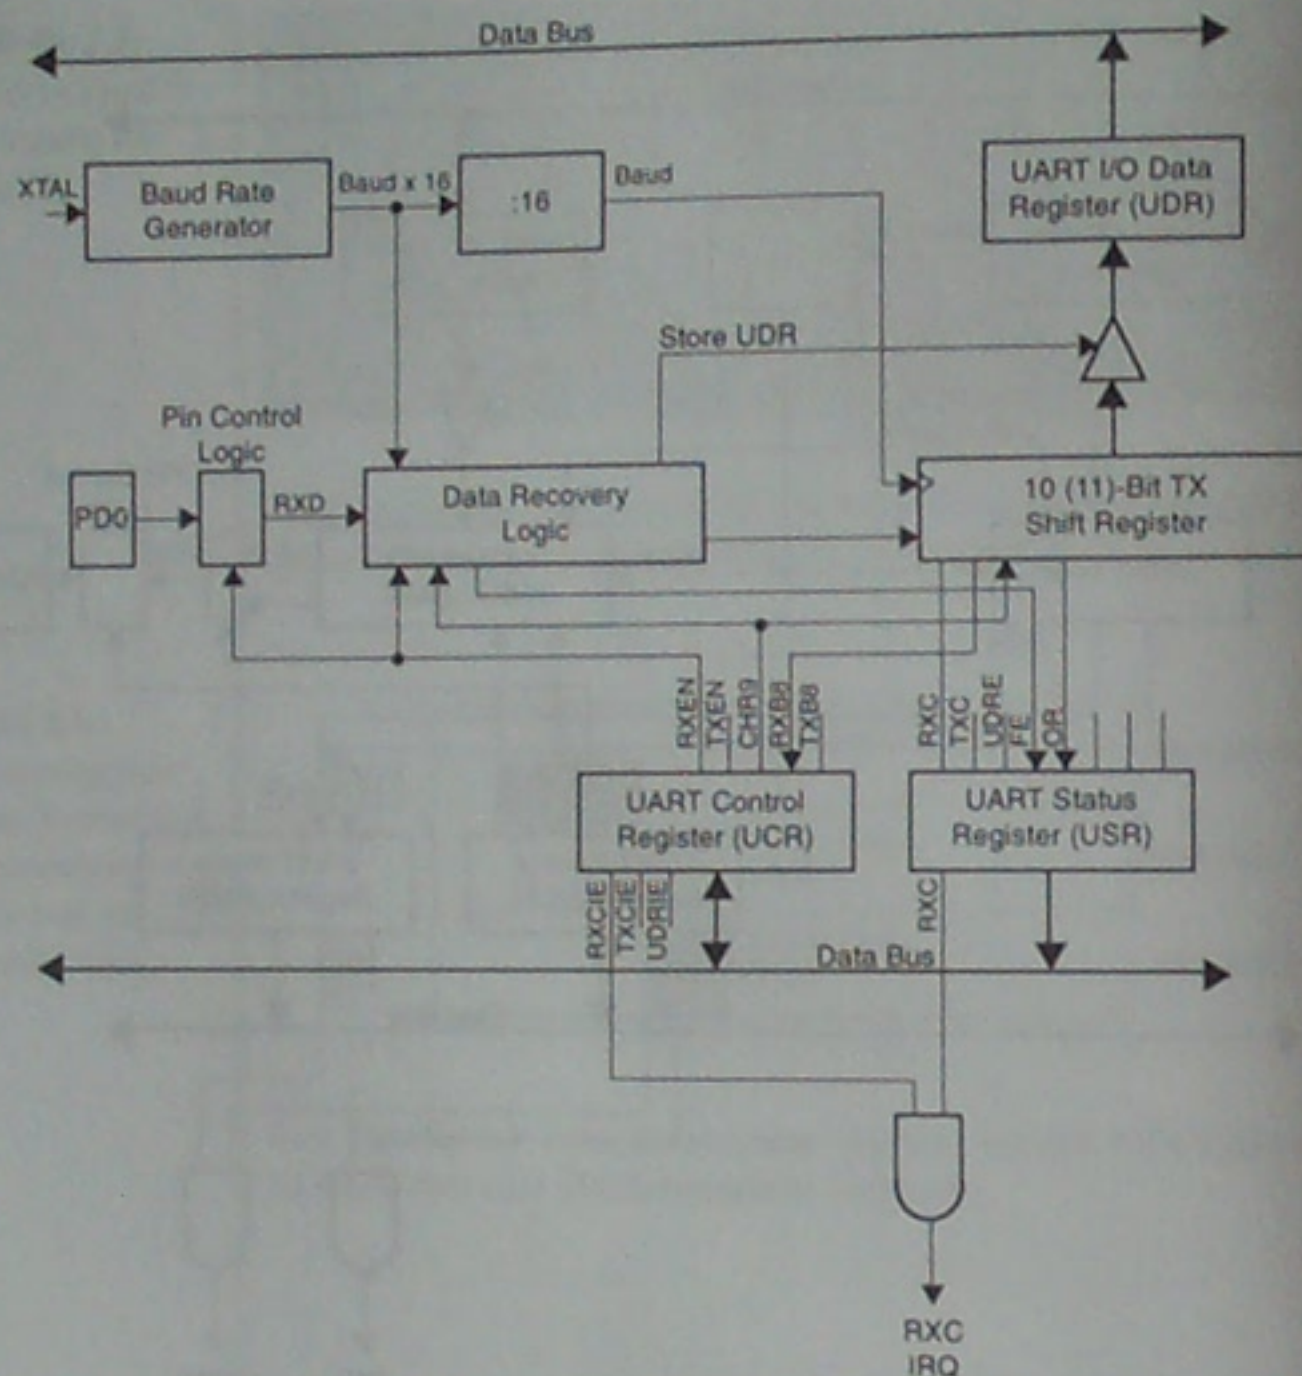 Data Bus
XTAL
Baud Rate
Generator
Baud x 16
:16
Baud
UART I/O Data
Register (UDR)
Store UDR
Pin Control
Logic
PD0
RXD
Data Recovery
Logic
10 (11)-Bit TX
Shift Register
RXEN
TXEN
CHR9
RXB8
TXB8
RXC
TXC
UDRE
FE
OR
UART Control
Register (UCR)
UART Status
Register (USR)
RXCIE
TXCIE
UDRIE
RXC
Data Bus
RXC
IRQ